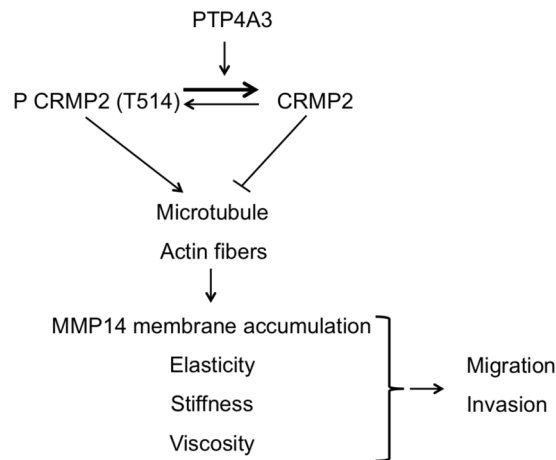 PTP4A3
P CRMP2 (T514)
CRMP2
Microtubule
Actin fibers
MMP14 membrane accumulation
Elasticity
Stiffness
Viscosity
Migration
Invasion